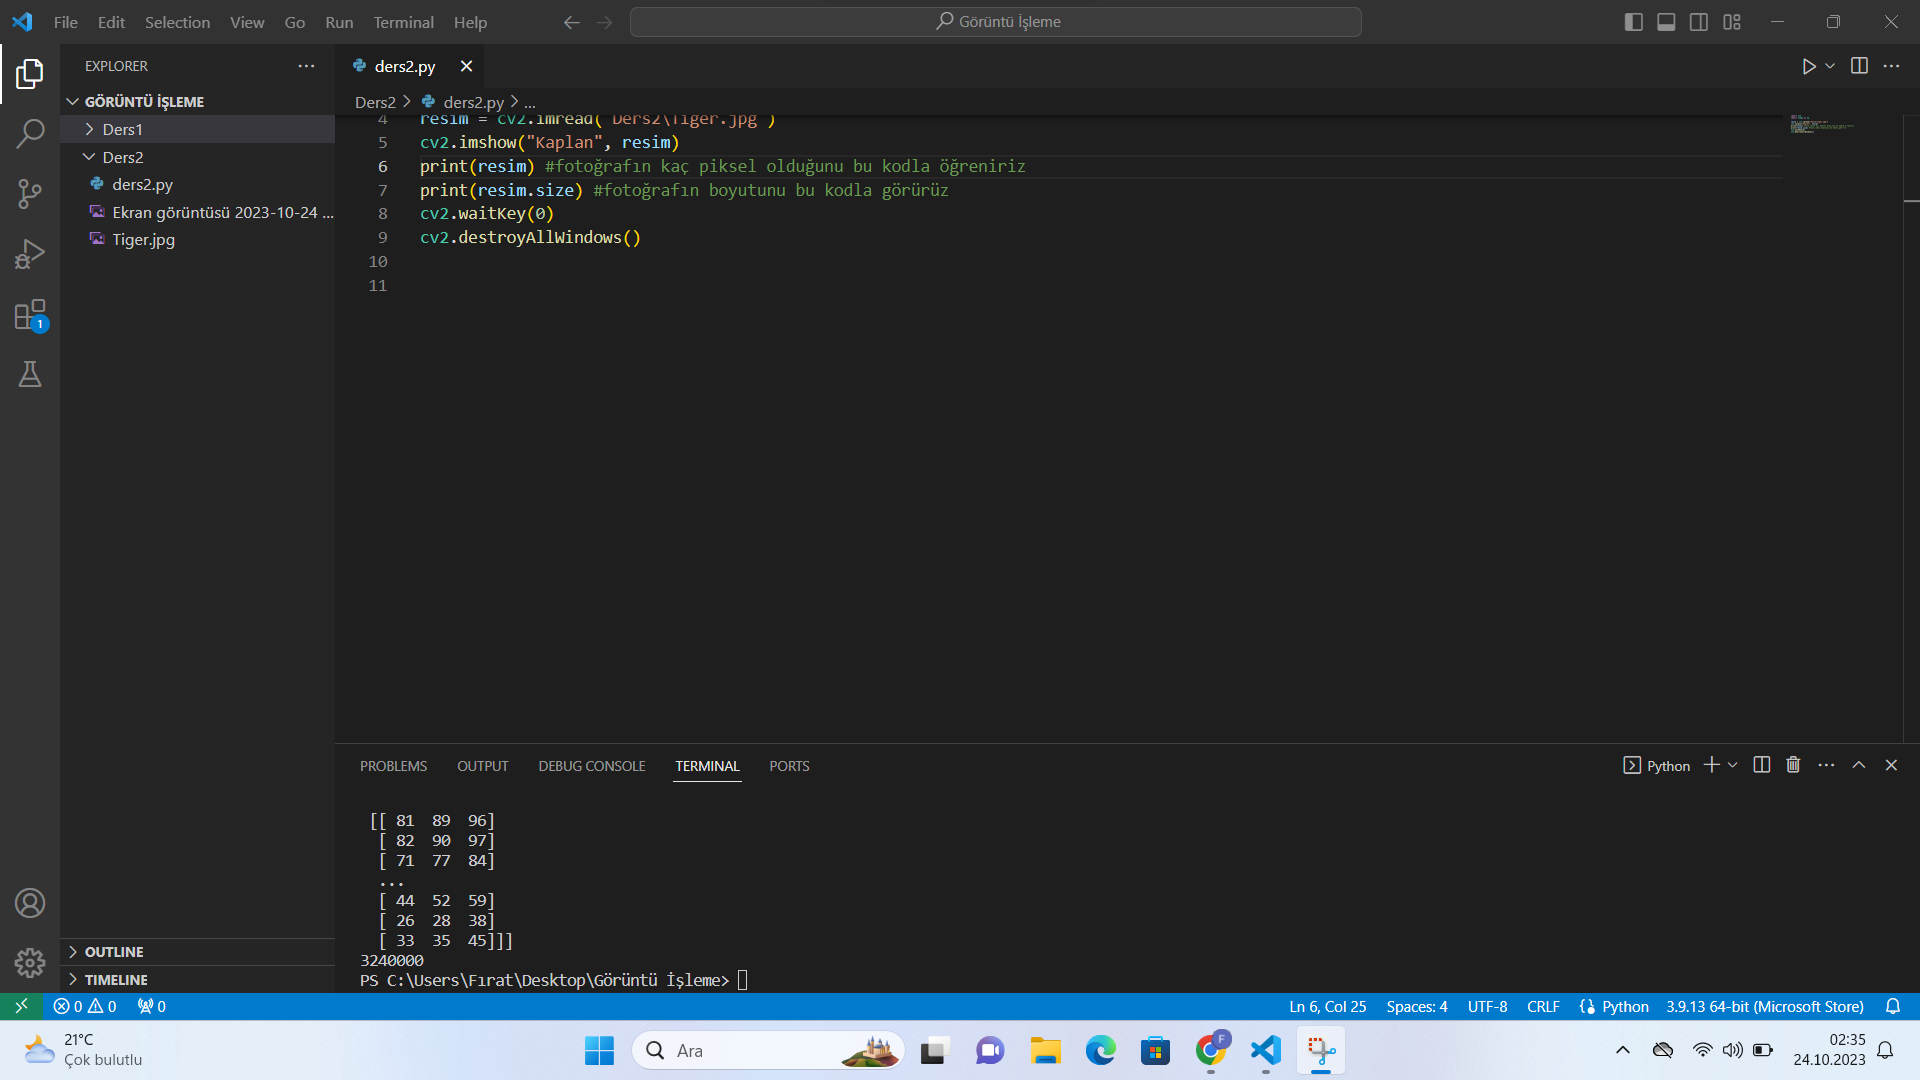 File Edit Selection View Go Run Terminal Help
Görüntü İşleme
EXPLORER
GÖRÜNTÜ İŞLEME
Ders1
Ders2
ders2.py
Ekran görüntüsü 2023-10-24 ...
Tiger.jpg
OUTLINE
TIMELINE
1
ders2.py
Ders2 > ders2.py > ...
4 resim = cv2.imread("Ders2\Tiger.jpg")
5 cv2.imshow("Kaplan", resim)
6 print(resim) #fotoğrafın kaç piksel olduğunu bu kodla öğreniriz
7 print(resim.size) #fotoğrafın boyutunu bu kodla görürüz
8 cv2.waitKey(0)
9 cv2.destroyAllWindows()
10
11
PROBLEMS OUTPUT DEBUG CONSOLE TERMINAL PORTS
Python
[[ 81 89 96]
[ 82 90 97]
[ 71 77 84]
...
[ 44 52 59]
[ 26 28 38]
[ 33 35 45]]]
3240000
PS C:\Users\Fırat\Desktop\Görüntü İşleme>
0 0 0
Ln 6, Col 25 Spaces: 4 UTF-8 CRLF Python 3.9.13 64-bit (Microsoft Store)
21°C
Çok bulutlu
Ara
F
02:35
24.10.2023